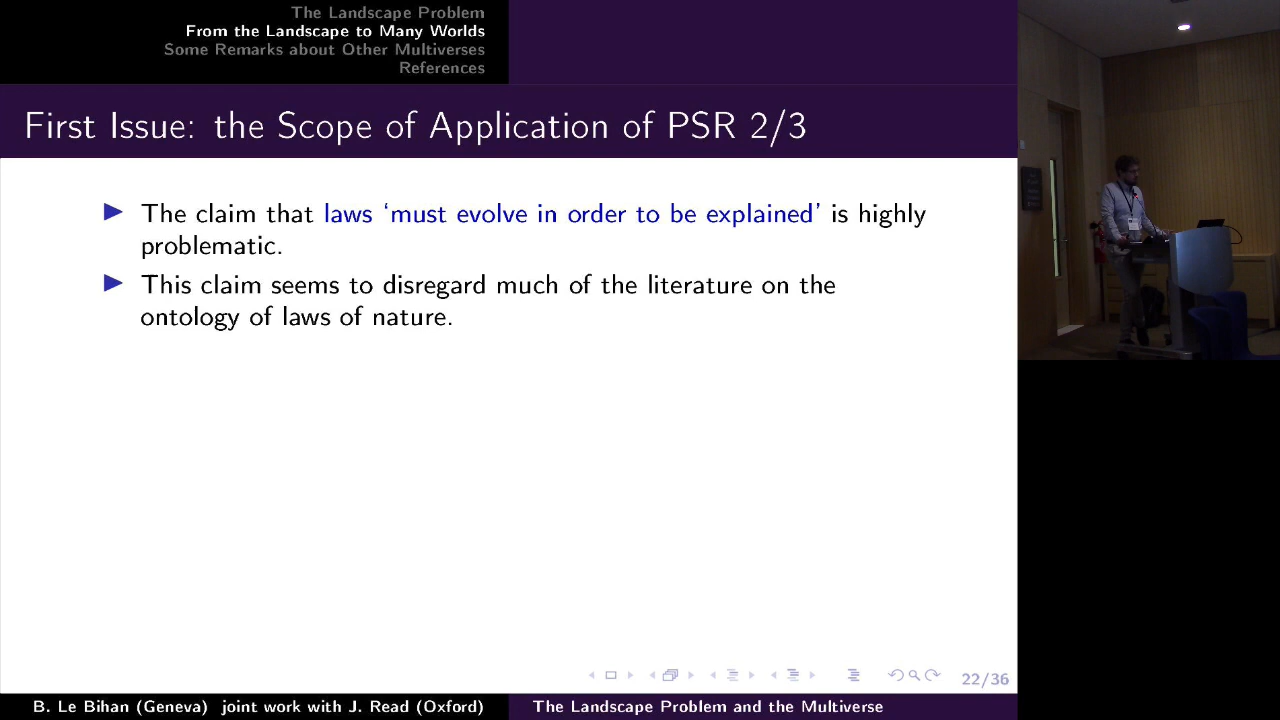 The Landscape Problem
From the Landscape to Many Worlds
Some Remarks about Other Multiverses
References
First Issue: the Scope of Application of PSR 2/3
The claim that laws ‘must evolve in order to be explained’ is highly
problematic.
This claim seems to disregard much of the literature on the
ontology of laws of nature.
22/36
B. Le Bihan (Geneva) joint work with J. Read (Oxford)
The Landscape Problem and the Multiverse